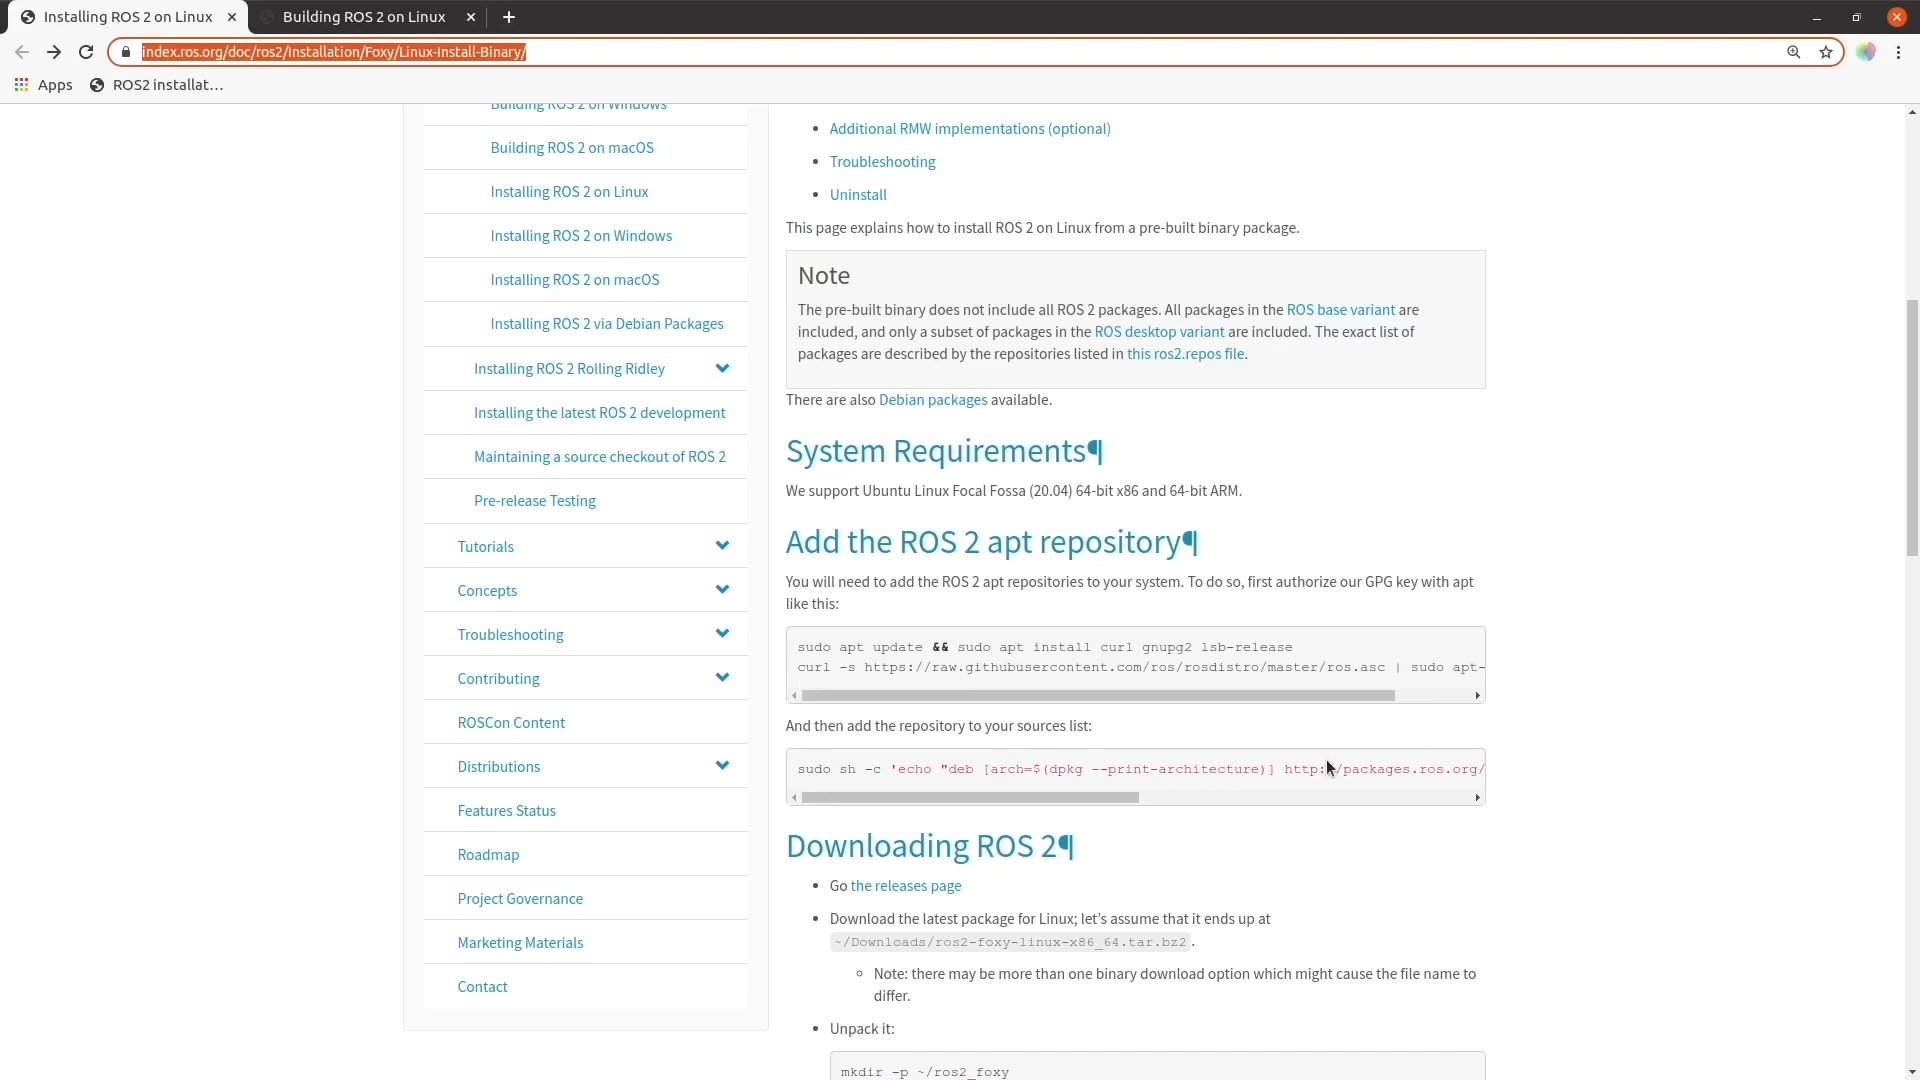 Installing ROS 2 on Linux
Building ROS 2 on Linux
index.ros.org/doc/ros2/Installation/Foxy/Linux-Install-Binary/
Apps
ROS2 installat…
Building ROS 2 on Windows
Building ROS 2 on macOS
Installing ROS 2 on Linux
Installing ROS 2 on Windows
Installing ROS 2 on macOS
Installing ROS 2 via Debian Packages
Installing ROS 2 Rolling Ridley
Installing the latest ROS 2 development
Maintaining a source checkout of ROS 2
Pre-release Testing
Tutorials
Concepts
Troubleshooting
Contributing
ROSCon Content
Distributions
Features Status
Roadmap
Project Governance
Marketing Materials
Contact
• Additional RMW implementations (optional)
• Troubleshooting
• Uninstall
This page explains how to install ROS 2 on Linux from a pre-built binary package.
Note
The pre-built binary does not include all ROS 2 packages. All packages in the ROS base variant are
included, and only a subset of packages in the ROS desktop variant are included. The exact list of
packages are described by the repositories listed in this ros2.repos file.
There are also Debian packages available.
System Requirements¶
We support Ubuntu Linux Focal Fossa (20.04) 64-bit x86 and 64-bit ARM.
Add the ROS 2 apt repository¶
You will need to add the ROS 2 apt repositories to your system. To do so, first authorize our GPG key with apt
like this:
sudo apt update && sudo apt install curl gnupg2 lsb-release
curl -s https://raw.githubusercontent.com/ros/rosdistro/master/ros.asc | sudo apt-
And then add the repository to your sources list:
sudo sh -c 'echo "deb [arch=$(dpkg --print-architecture)] http://packages.ros.org/
Downloading ROS 2¶
• Go the releases page
• Download the latest package for Linux; let’s assume that it ends up at
~/Downloads/ros2-foxy-linux-x86_64.tar.bz2.
◦ Note: there may be more than one binary download option which might cause the file name to
differ.
• Unpack it:
mkdir -p ~/ros2_foxy